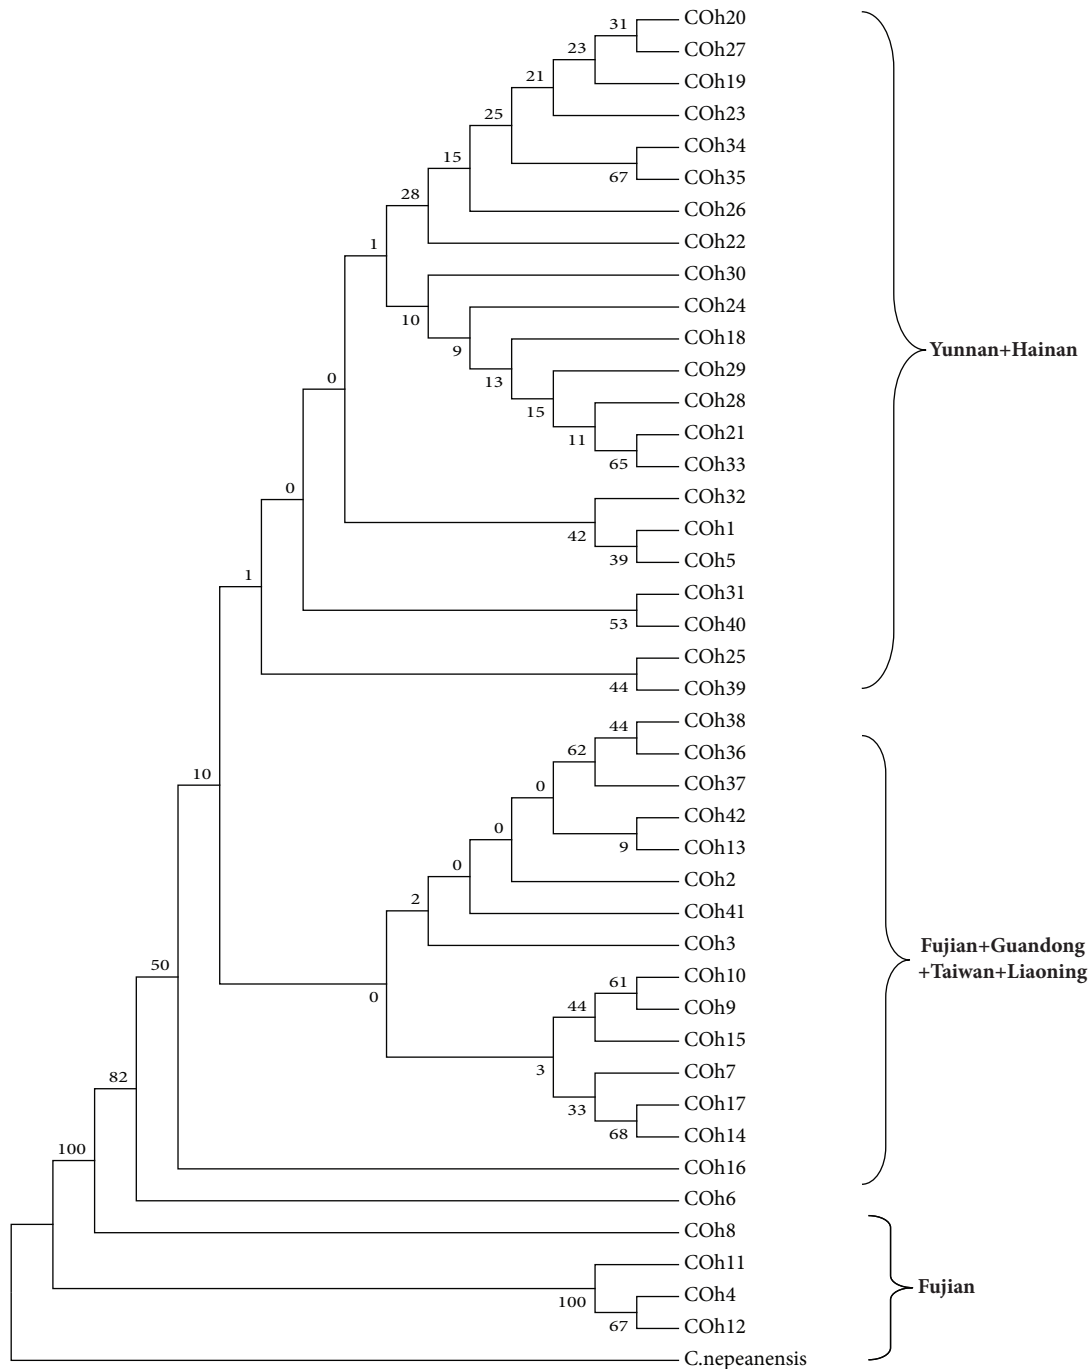 31
COh20
COh27
23
COh19
21
COh23
25
COh34
67
COh35
15
COh26
28
COh22
1
COh30
10
COh24
9
COh18
13
COh29
15
COh28
11
COh21
65
COh33
0
COh32
42
COh1
39
COh5
0
COh31
53
COh40
1
COh25
44
COh39
Yunnan+Hainan
10
44
COh38
COh36
62
COh37
0
COh42
9
COh13
0
COh2
0
COh41
2
COh3
0
61
COh10
COh9
44
COh15
3
COh7
33
COh17
68
COh14
50
COh16
Fujian+Guandong
+Taiwan+Liaoning
82
COh6
100
COh8
COh11
100
COh4
67
COh12
Fujian
C.nepeanensis